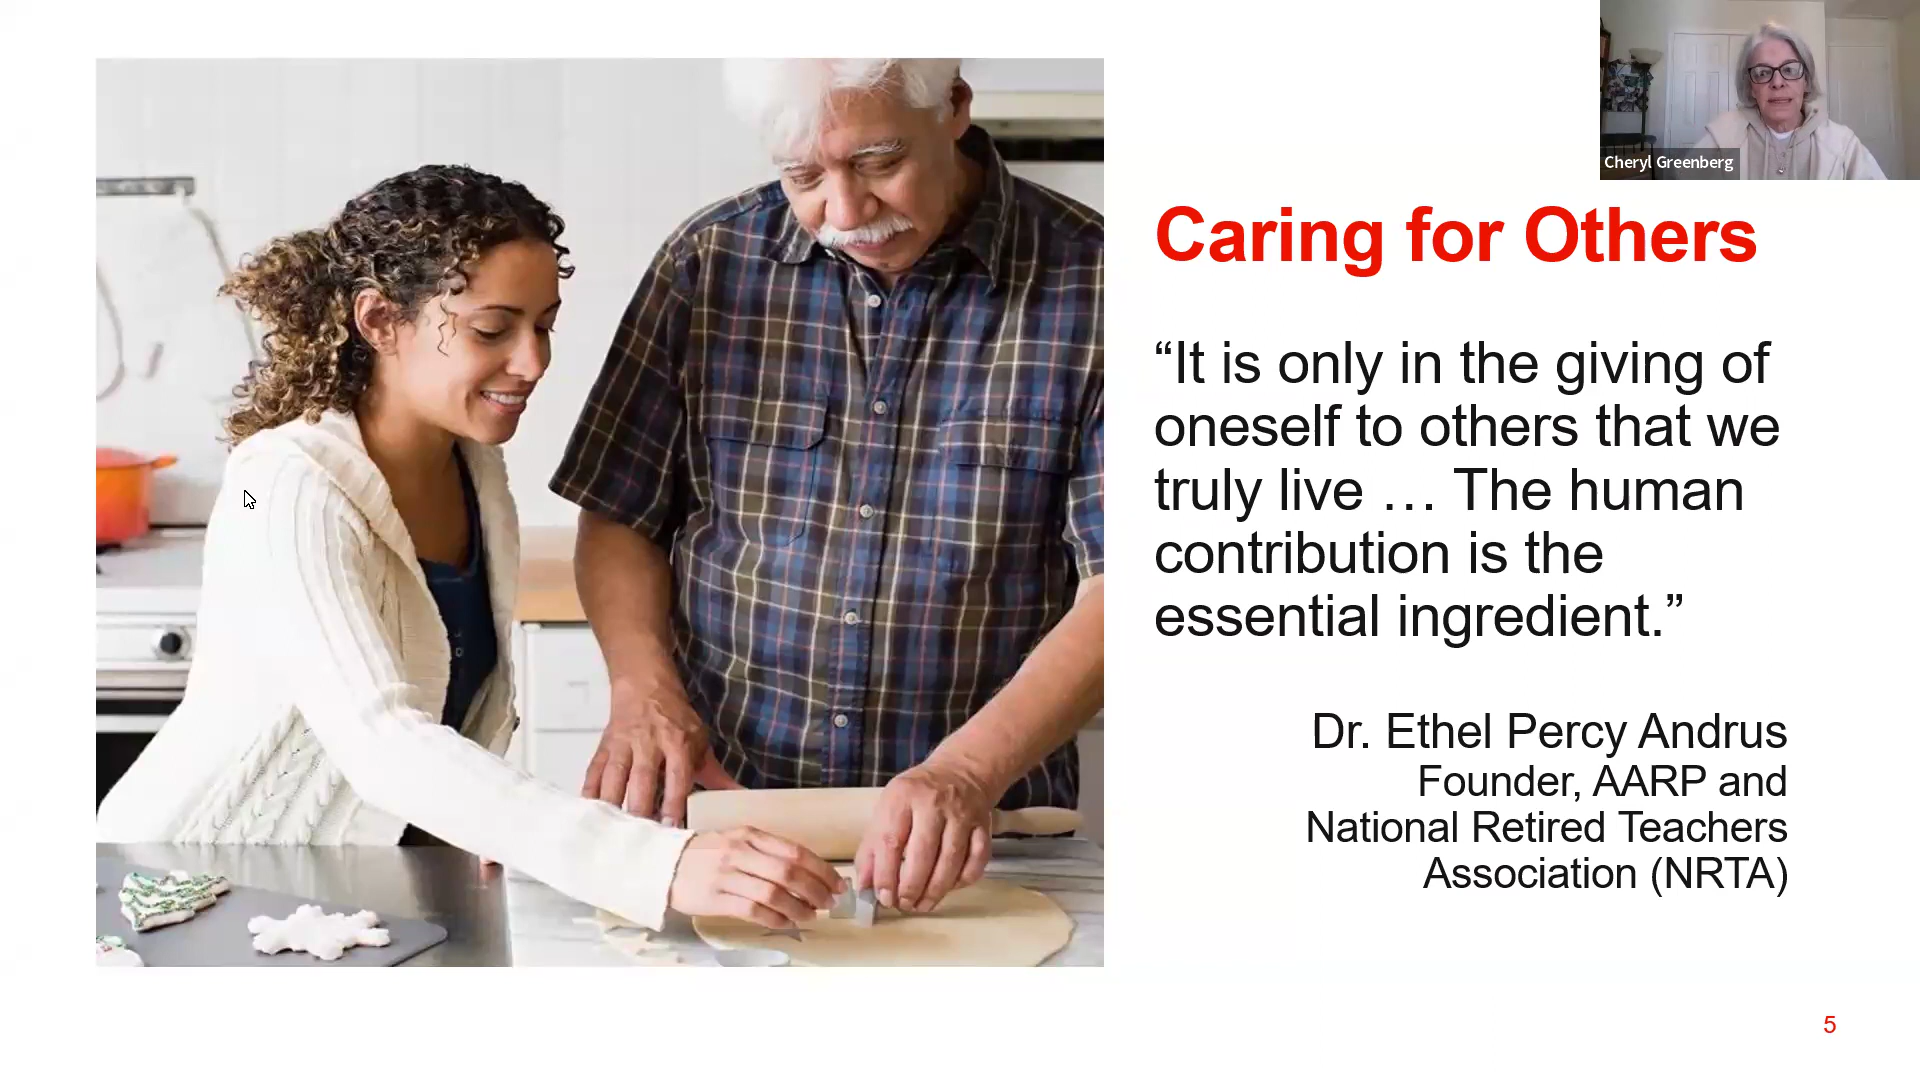 Cheryl Greenberg
Caring for Others
“It is only in the giving of
oneself to others that we
truly live … The human
contribution is the
essential ingredient.”
Dr. Ethel Percy Andrus
Founder, AARP and
National Retired Teachers
Association (NRTA)
5